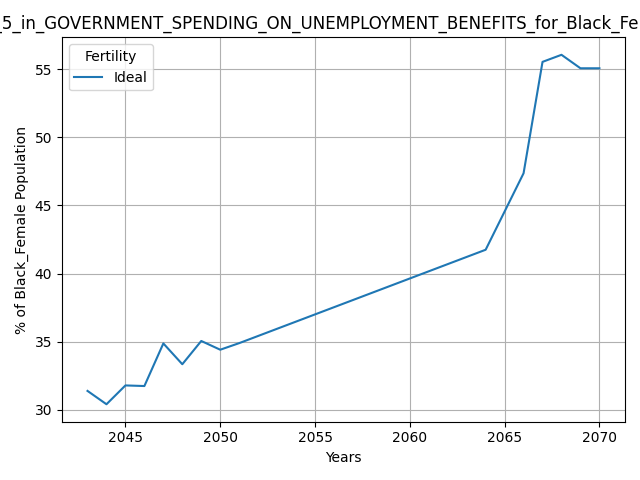 _5_in_GOVERNMENT_SPENDING_ON_UNEMPLOYMENT_BENEFITS_for_Black_Fe
Fertility
Ideal
% of Black_Female Population
55
50
45
40
35
30
2045 2050 2055 2060 2065 2070
Years